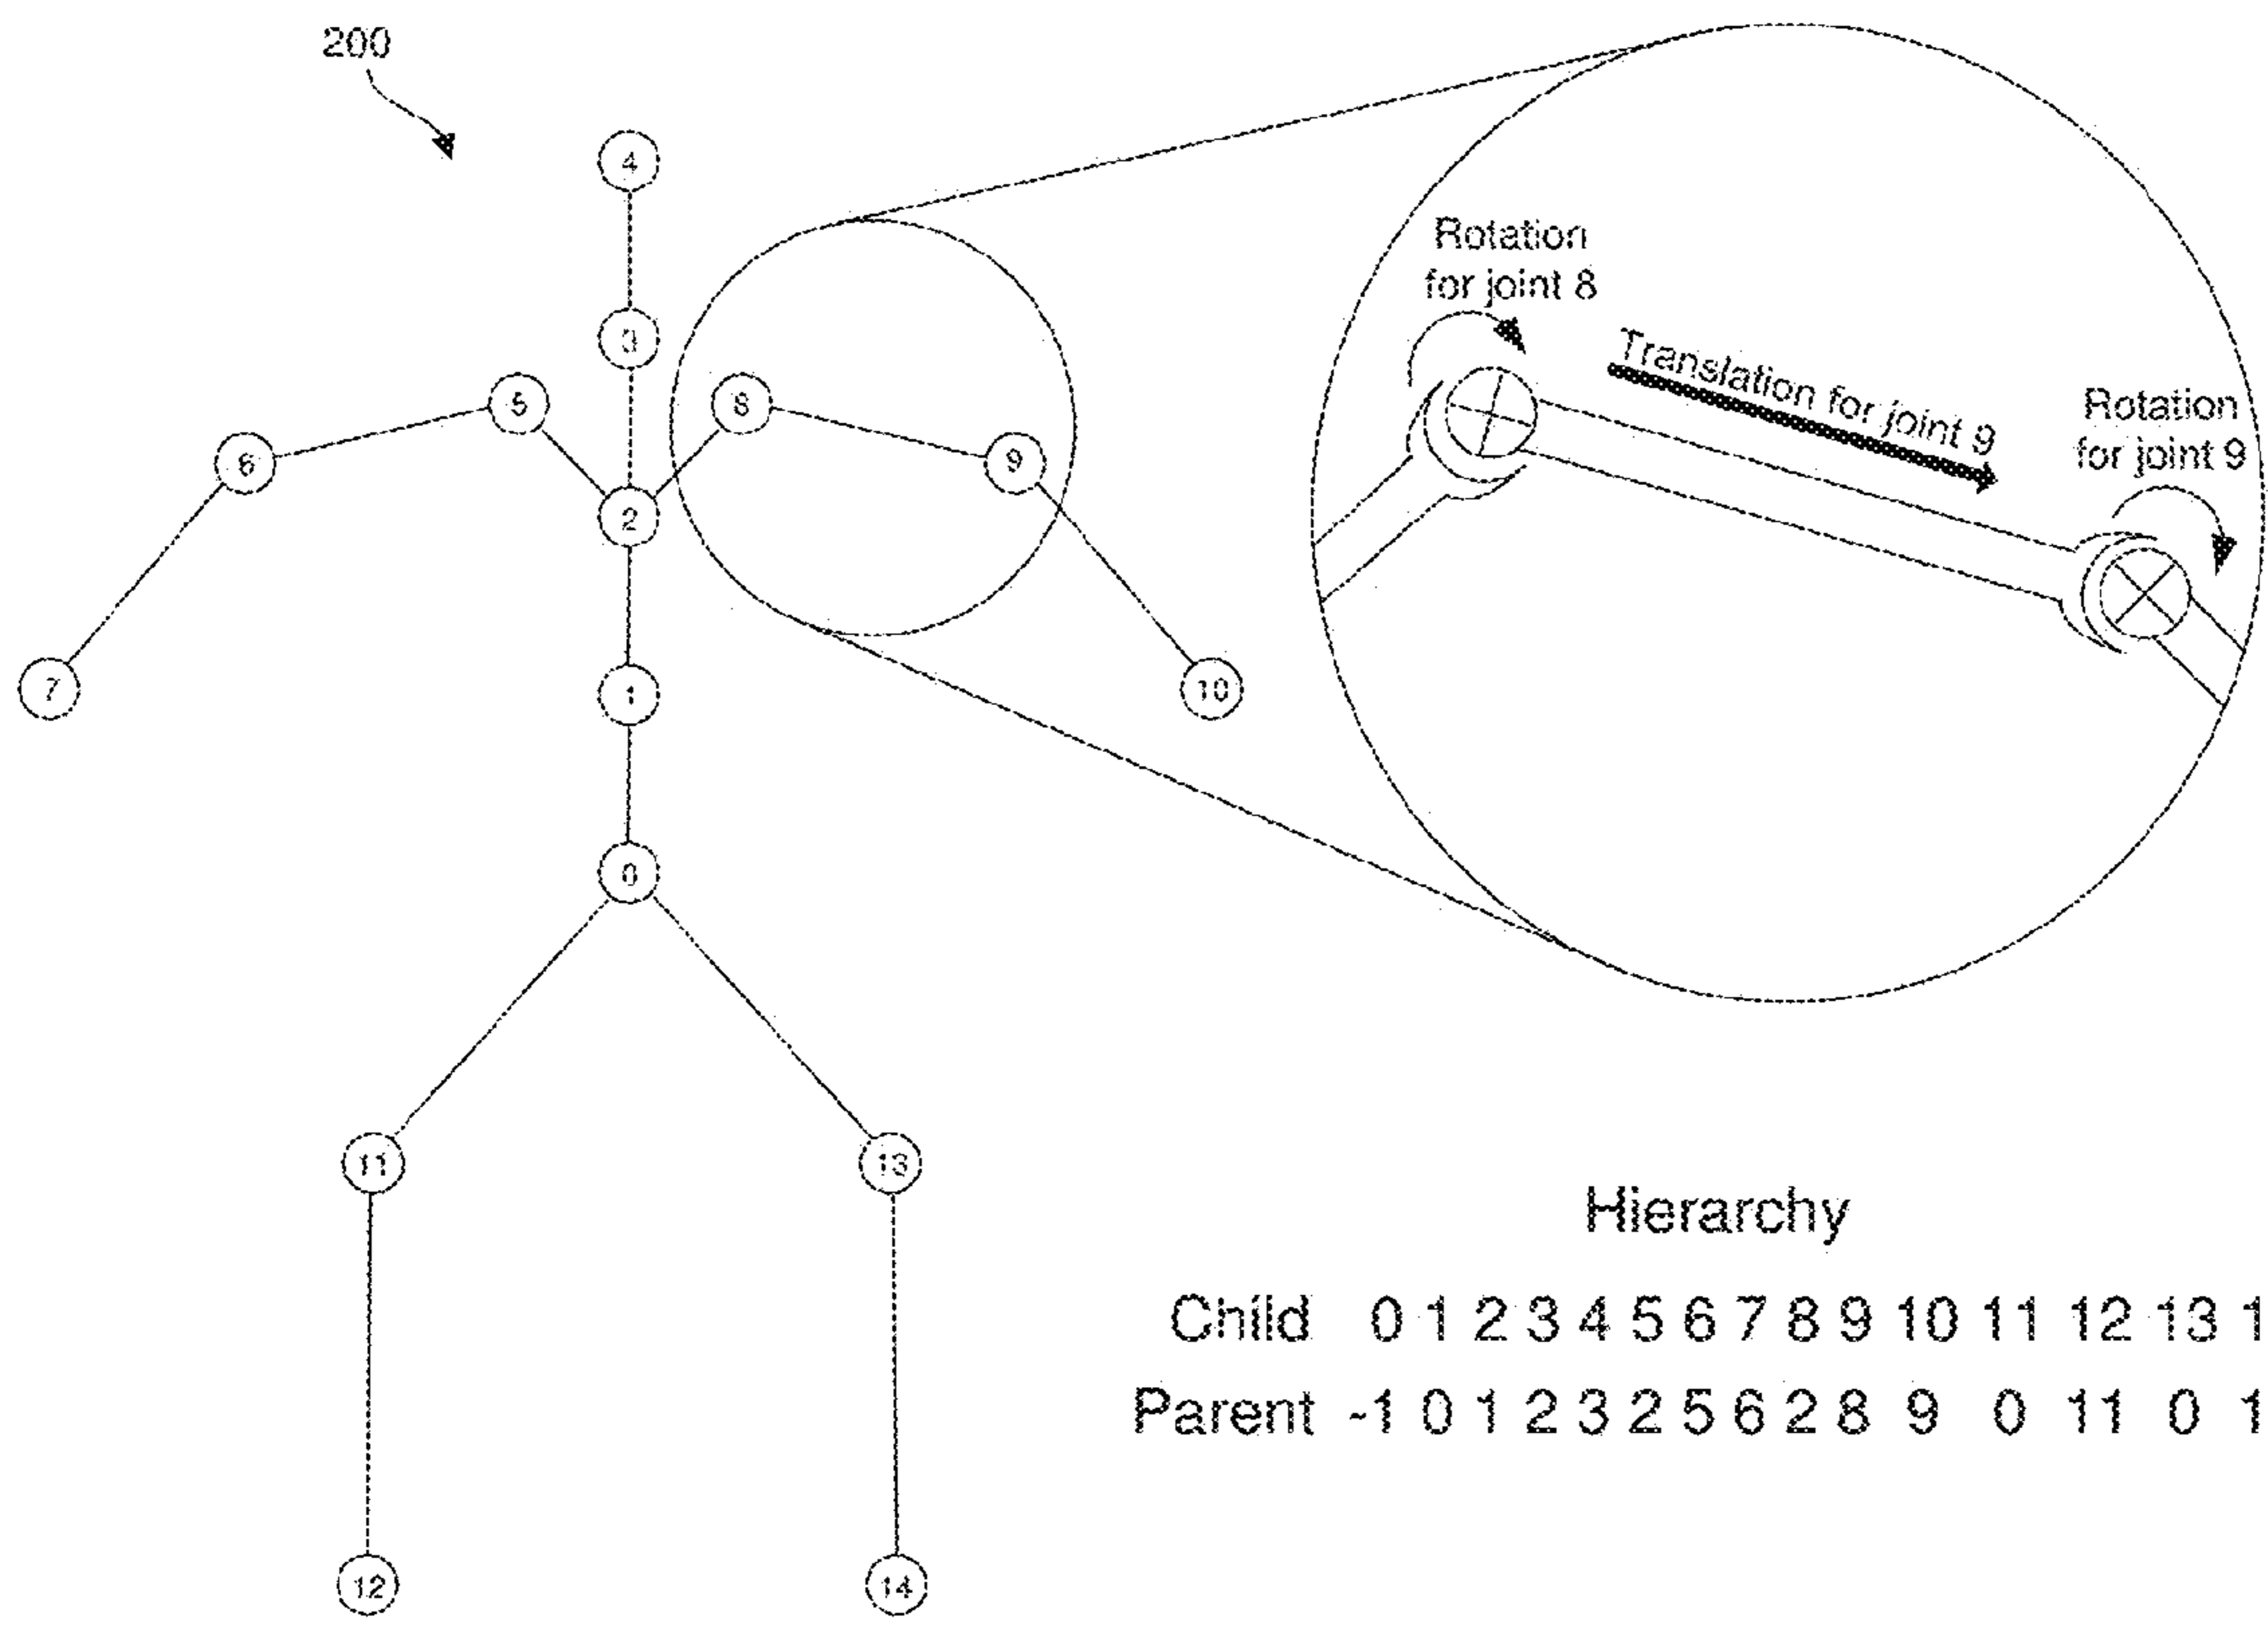 200
4
3
5
8
6
9
2
7
1
10
0
11
13
12
14
Rotation
for joint 8
Translation for joint 9
Rotation
for joint 9
Hierarchy
Child 0 1 2 3 4 5 6 7 8 9 10 11 12 13 1
Parent -1 0 1 2 3 2 5 6 2 8 9 0 11 0 1